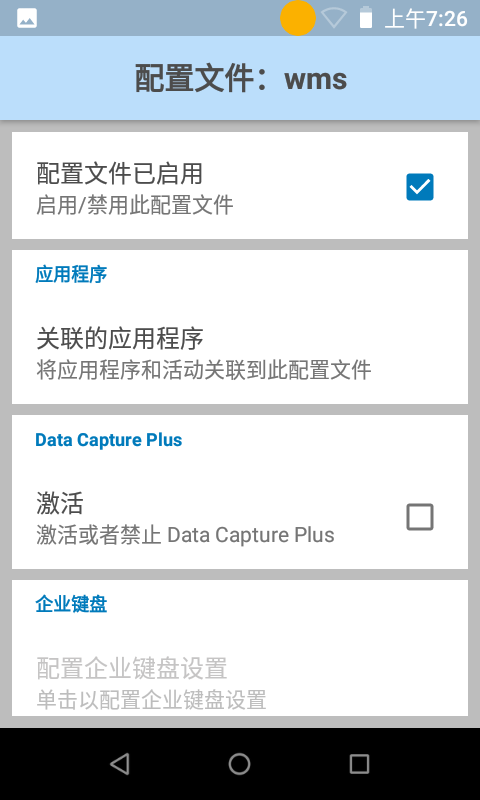 上午7:26
配置文件：wms
配置文件已启用
启用/禁用此配置文件
应用程序
关联的应用程序
将应用程序和活动关联到此配置文件
Data Capture Plus
激活
激活或者禁止 Data Capture Plus
企业键盘
配置企业键盘设置
单击以配置企业键盘设置